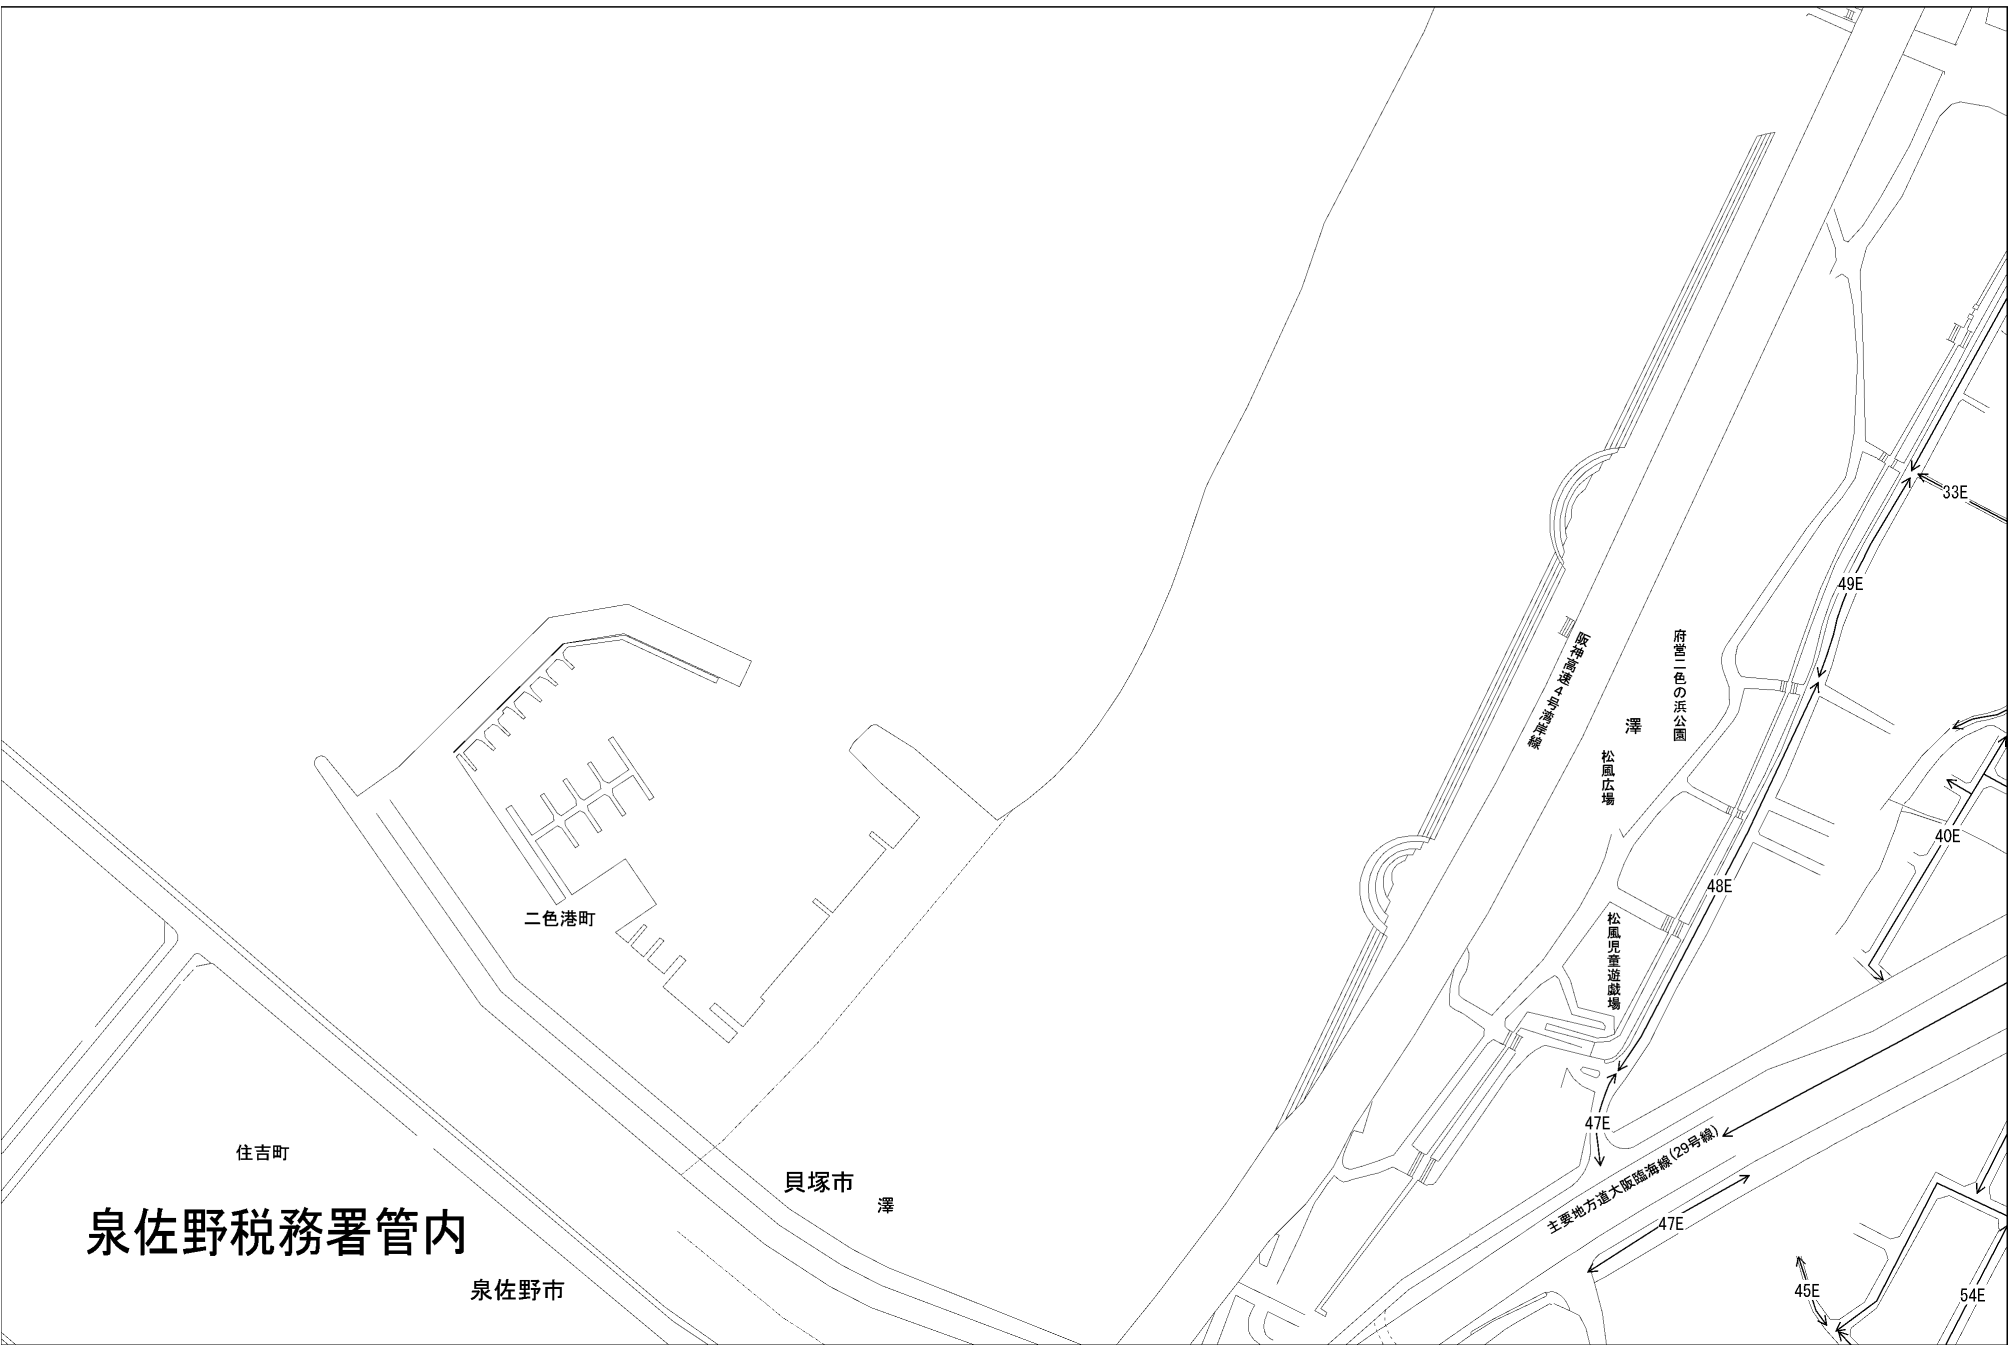 33E
49E
府営二色の浜公園
阪神高速4号湾岸線
澤
松風広場
40E
48E
二色港町
松風児童遊戯場
47E
住吉町
貝塚市
澤
主要地方道大阪臨海線(29号線)
泉佐野税務署管内
47E
泉佐野市
45E
54E